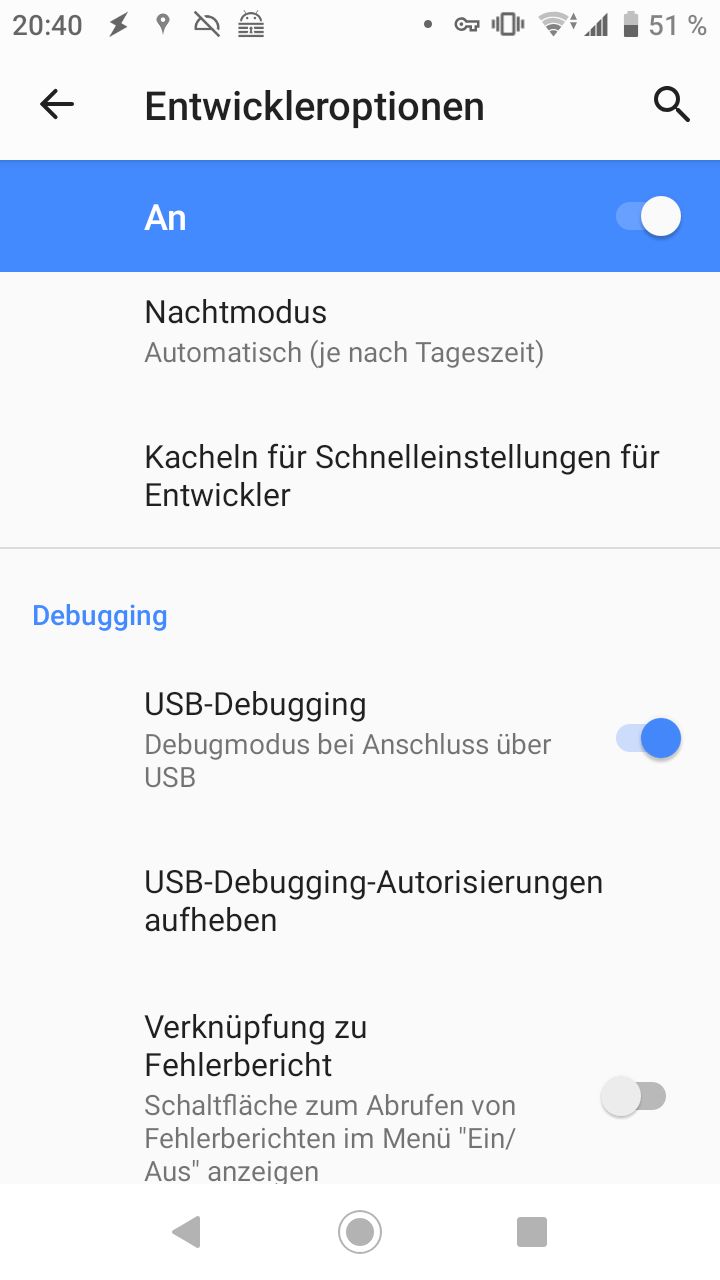 20:40 51 %
Entwickleroptionen
An
Nachtmodus
Automatisch (je nach Tageszeit)
Kacheln für Schnelleinstellungen für
Entwickler
Debugging
USB-Debugging
Debugmodus bei Anschluss über
USB
USB-Debugging-Autorisierungen
aufheben
Verknüpfung zu
Fehlerbericht
Schaltfläche zum Abrufen von
Fehlerberichten im Menü "Ein/
Aus" anzeigen